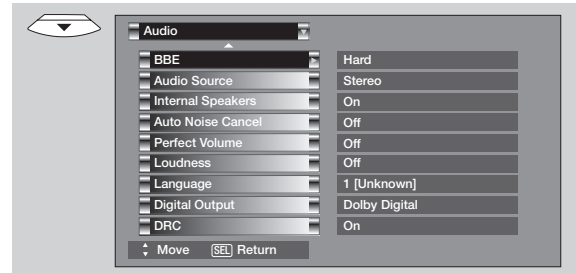 Audio
BBE Hard
Audio Source Stereo
Internal Speakers On
Auto Noise Cancel Off
Perfect Volume Off
Loudness Off
Language 1 [Unknown]
Digital Output Dolby Digital
DRC On
Move SEL Return